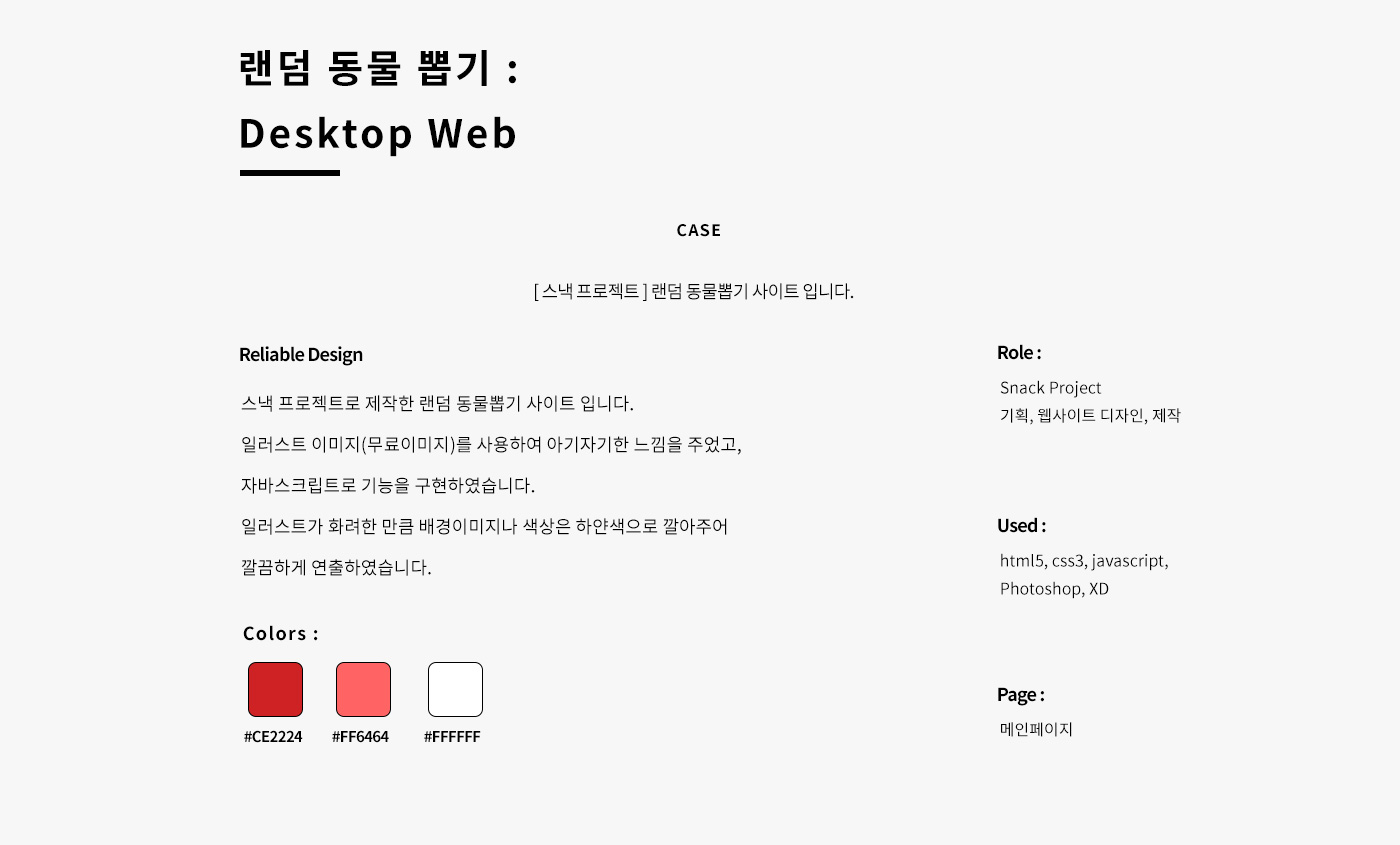 랜덤 동물 뽑기 :
Desktop Web
CASE
[ 스낵 프로젝트 ] 랜덤 동물뽑기 사이트 입니다.
Reliable Design
스낵 프로젝트로 제작한 랜덤 동물뽑기 사이트 입니다.
일러스트 이미지(무료이미지)를 사용하여 아기자기한 느낌을 주었고,
자바스크립트로 기능을 구현하였습니다.
일러스트가 화려한 만큼 배경이미지나 색상은 하얀색으로 깔아주어
깔끔하게 연출하였습니다.
Colors :
#CE2224
#FF6464
#FFFFFF
Role :
Snack Project
기획, 웹사이트 디자인, 제작
Used :
html5, css3, javascript,
Photoshop, XD
Page :
메인페이지